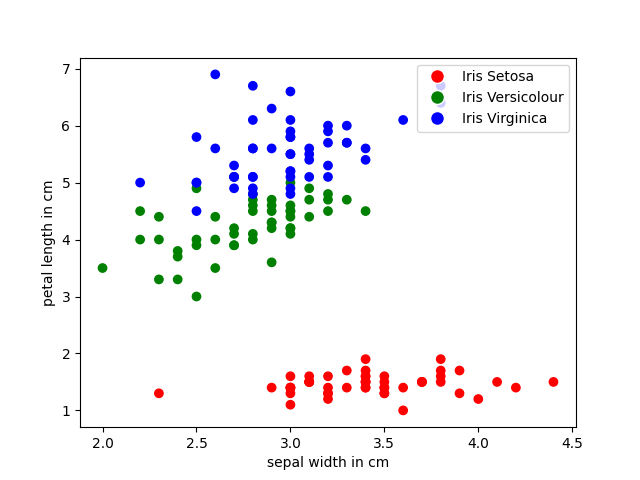 Iris Setosa
Iris Versicolour
Iris Virginica
7
6
5
4
3
2
1
petal length in cm
2.0 2.5 3.0 3.5 4.0 4.5
sepal width in cm